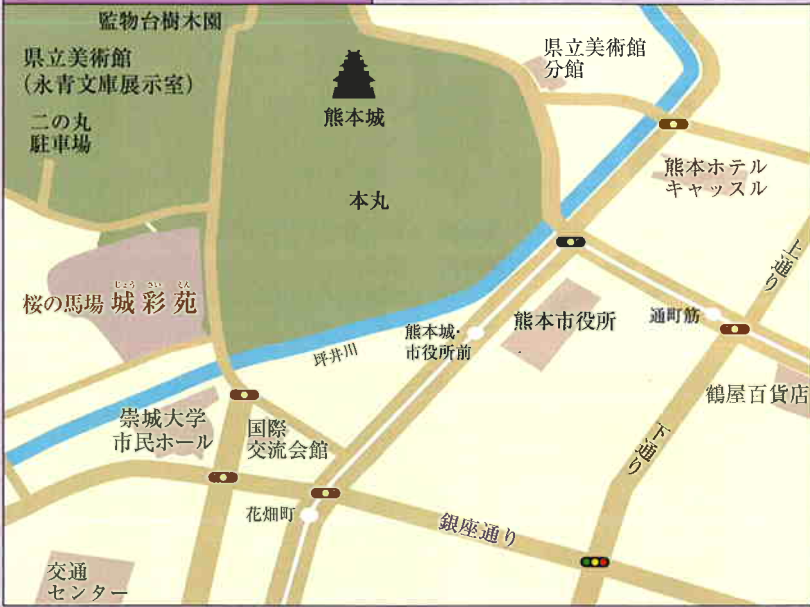 監物台樹木園
県立美術館
(永青文庫展示室)
二の丸
駐車場
熊本城
本丸
県立美術館
分館
熊本ホテル
キャッスル
上通り
じょう さい えん
桜の馬場 城彩苑
坪井川
熊本城・
市役所前
熊本市役所
通町筋
鶴屋百貨店
崇城大学
市民ホール
国際
交流会館
下通り
花畑町
銀座通り
交通
センター